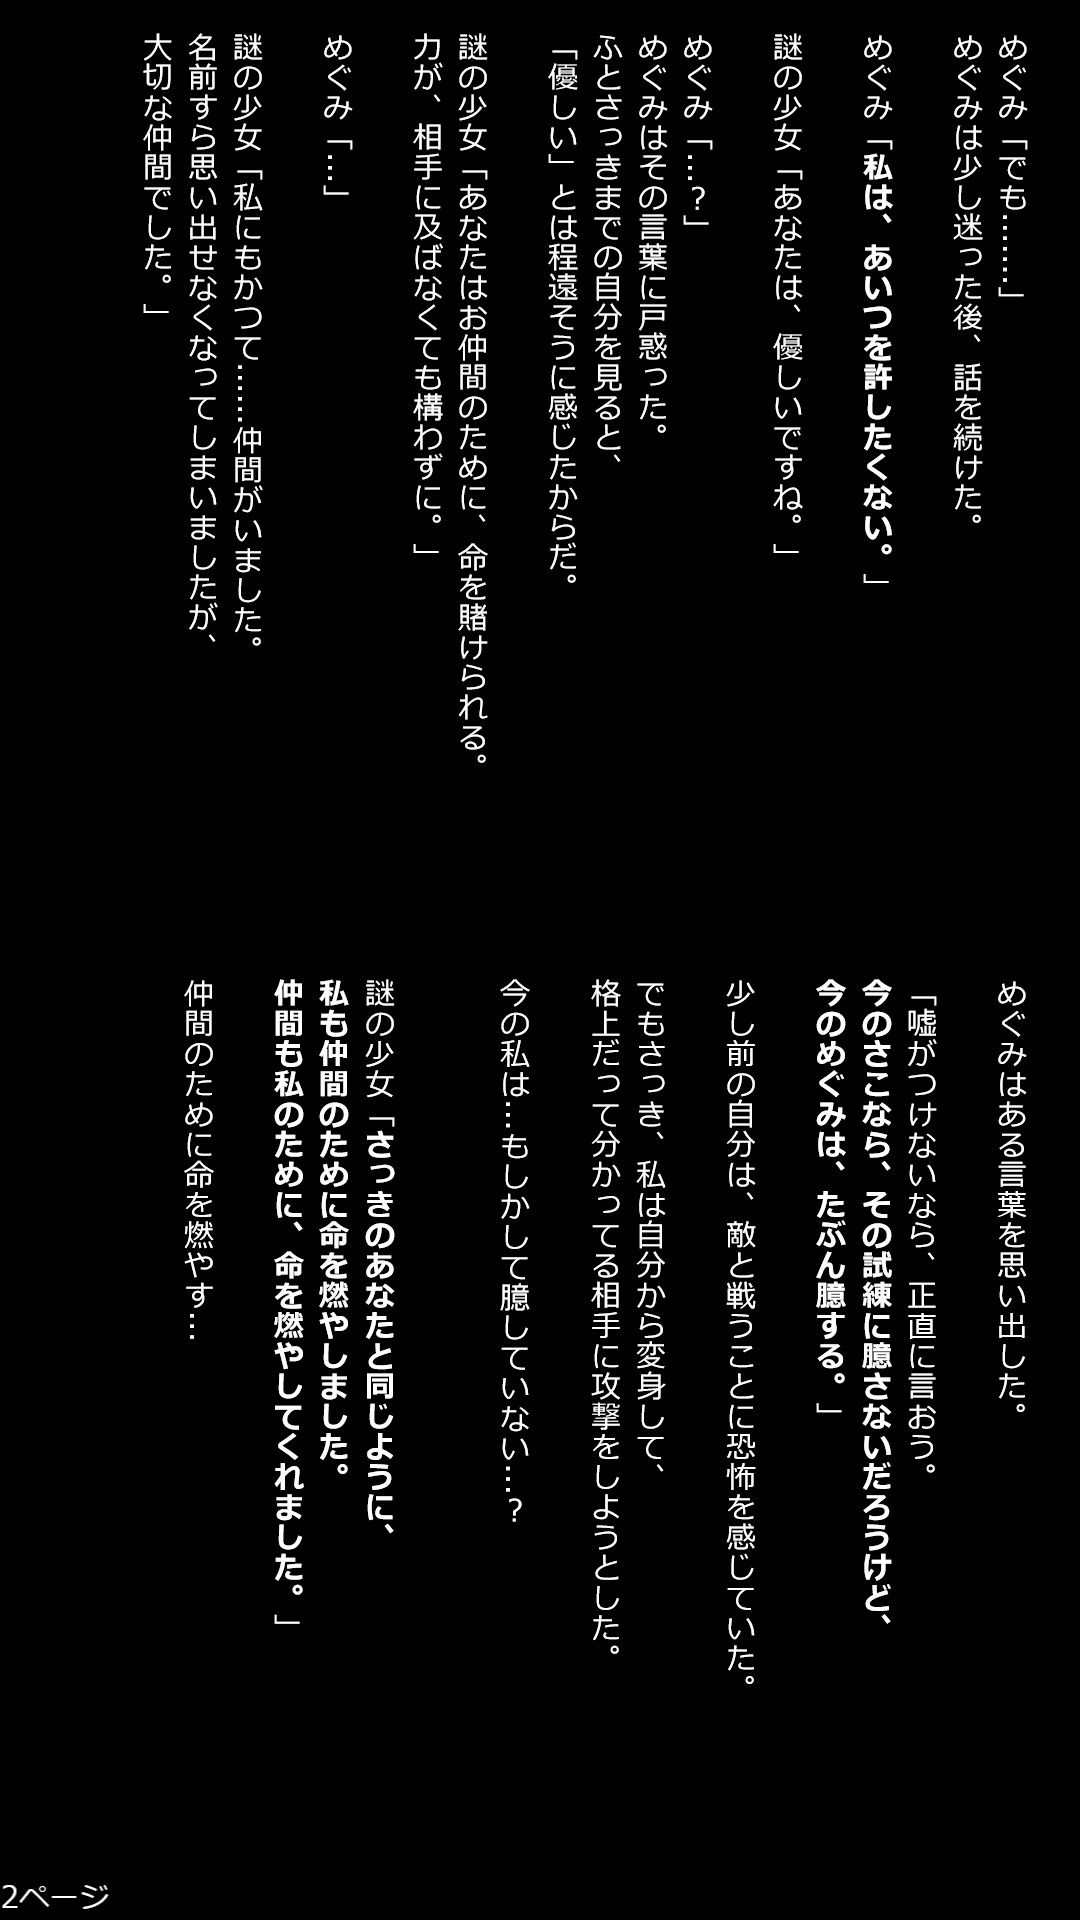 めぐみ「でも……」
めぐみは少し迷った後、話を続けた。
めぐみ「私は、あいつを許したくない。」
謎の少女「あなたは、優しいですね。」
めぐみ「…？」
めぐみはその言葉に戸惑った。
ふとさっきまでの自分を見ると、
「優しい」とは程遠そうに感じたからだ。
謎の少女「あなたはお仲間のために、命を賭けられる。
力が、相手に及ばなくても構わずに。」
めぐみ「…」
謎の少女「私にもかつて……仲間がいました。
名前すら思い出せなくなってしまいましたが、
大切な仲間でした。」
めぐみはある言葉を思い出した。
「嘘がつけないなら、正直に言おう。
今のさこなら、その試練に臆さないだろうけど、
今のめぐみは、たぶん臆する。」
少し前の自分は、敵と戦うことに恐怖を感じていた。
でもさっき、私は自分から変身して、
格上だって分かってる相手に攻撃をしようとした。
今の私は…もしかして臆していない…？
謎の少女「さっきのあなたと同じように、
私も仲間のために命を燃やしました。
仲間も私のために、命を燃やしてくれました。」
仲間のために命を燃やす…
2ページ